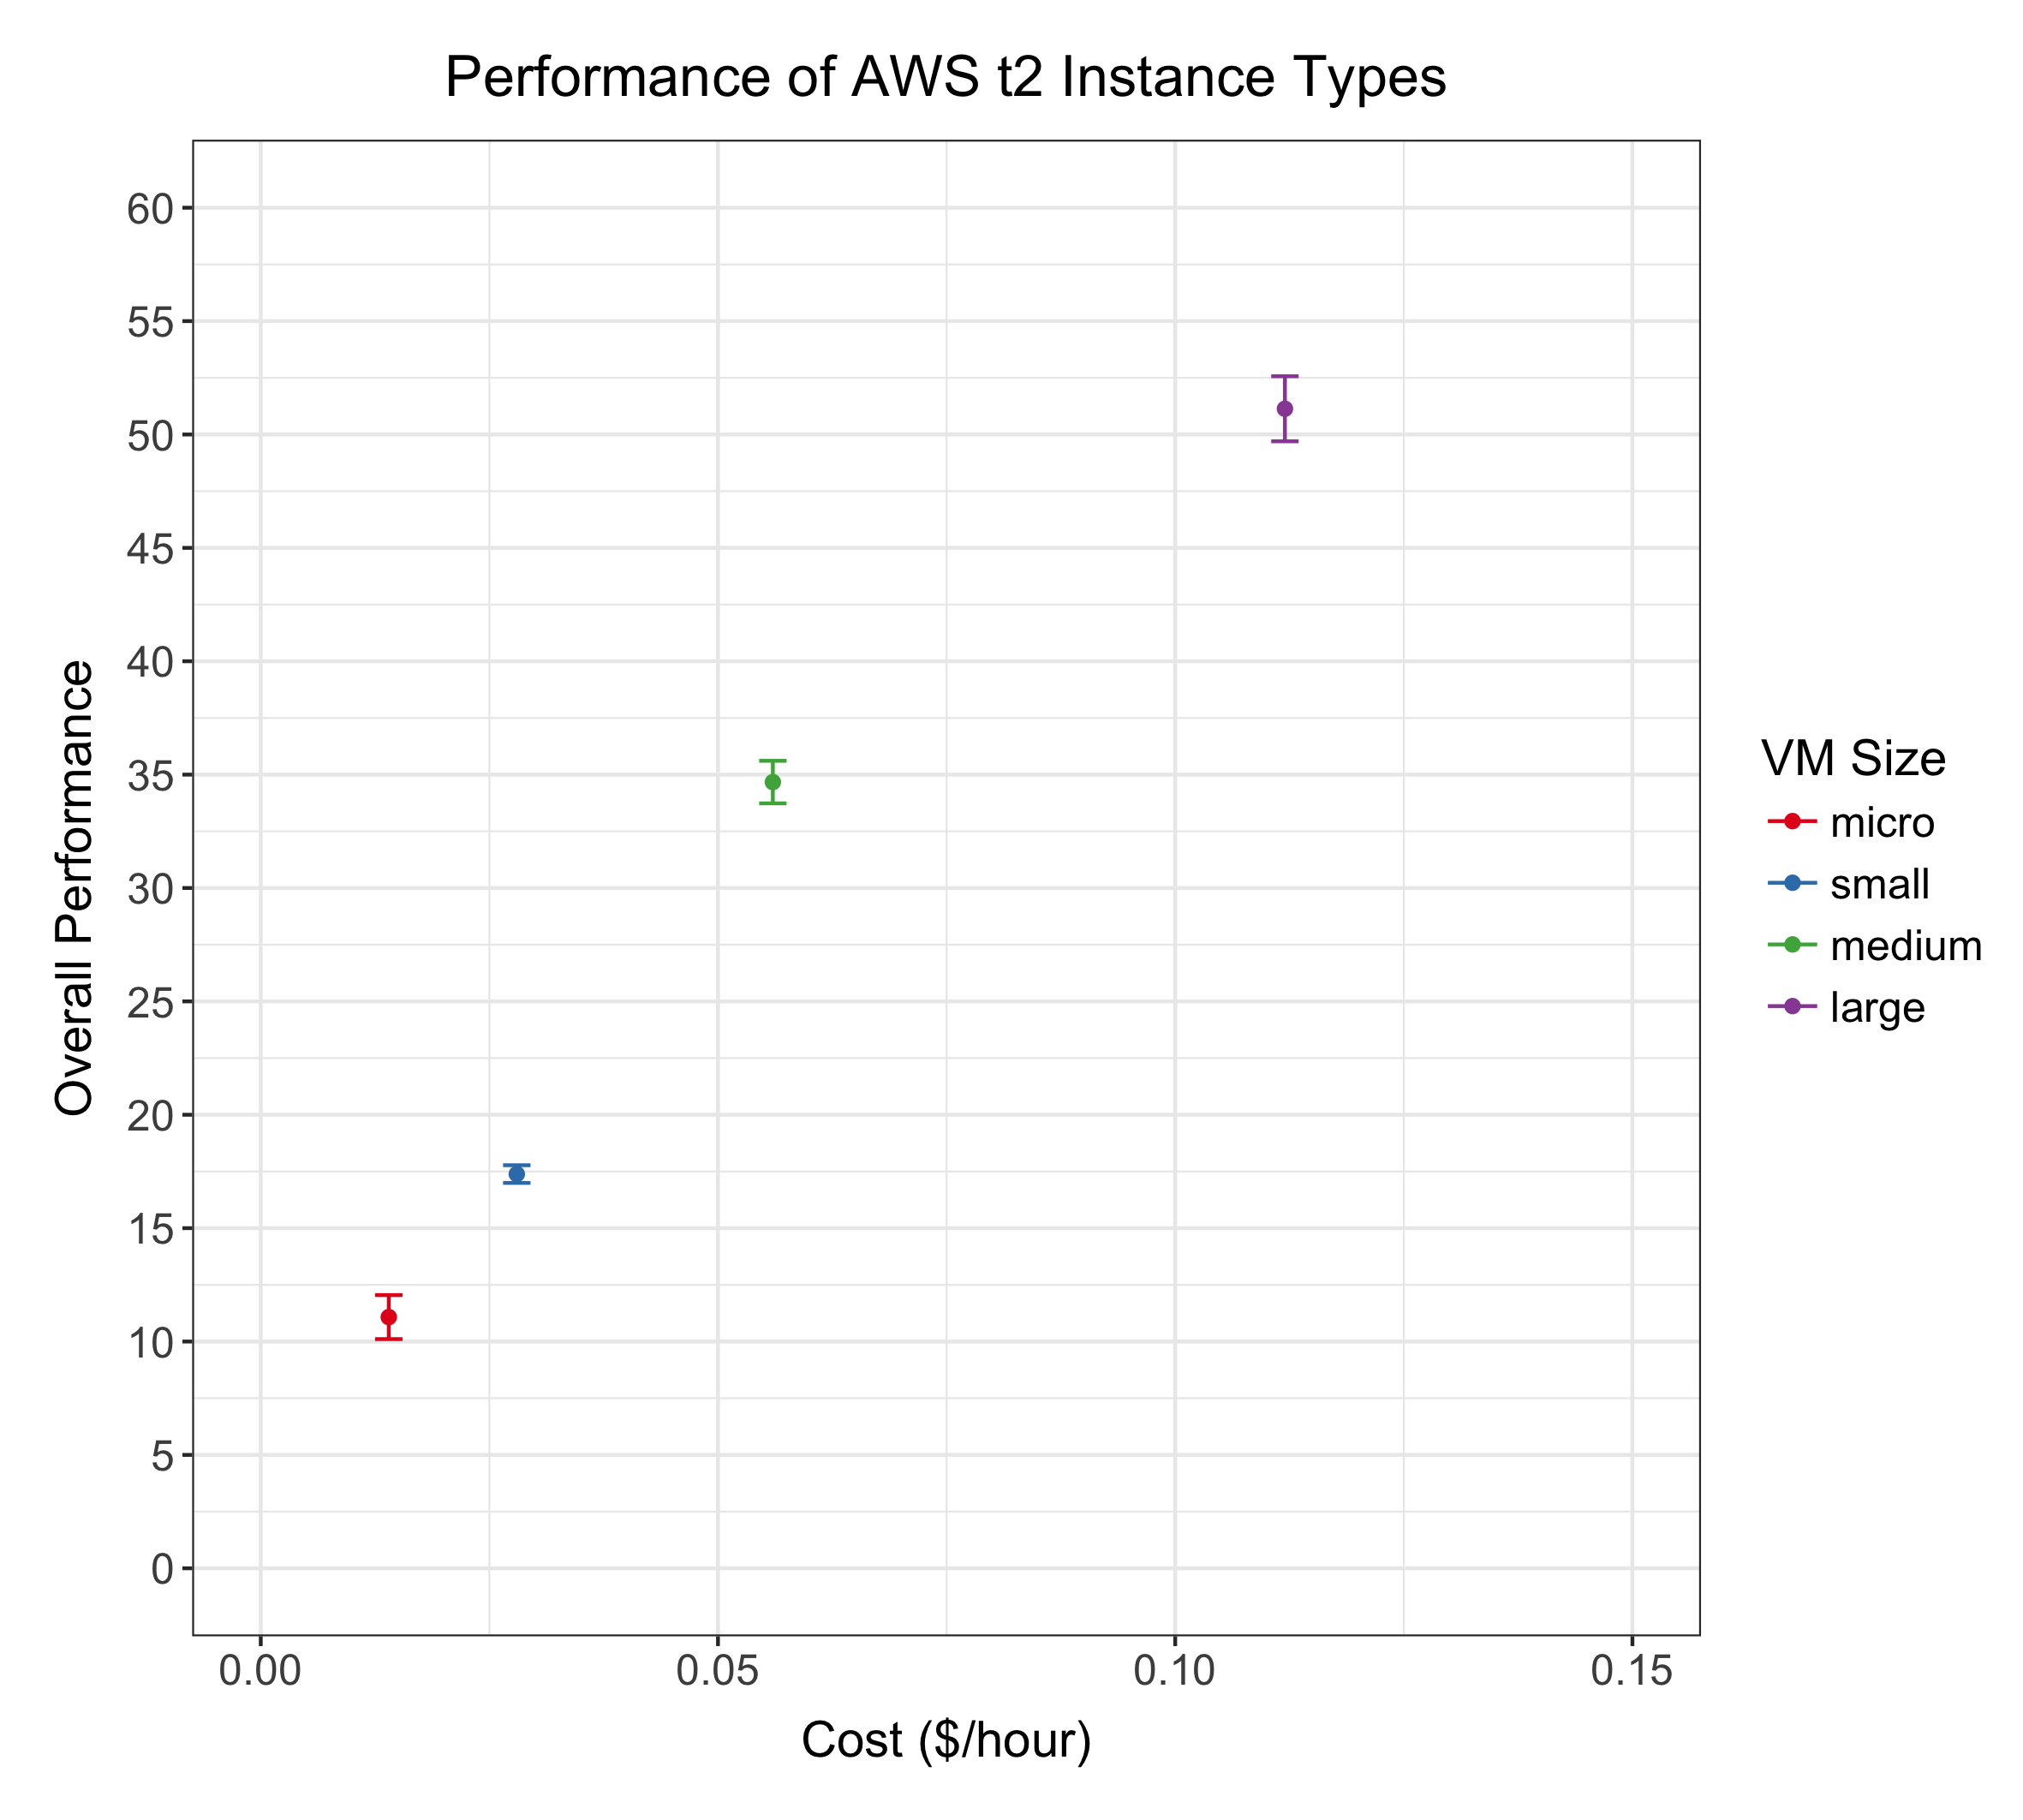 Performance of AWS t2 Instance Types
Overall Performance
60
55
50
45
40
35
30
25
20
15
10
5
0
0.00 0.05 0.10 0.15
Cost ($/hour)
VM Size
micro
small
medium
large